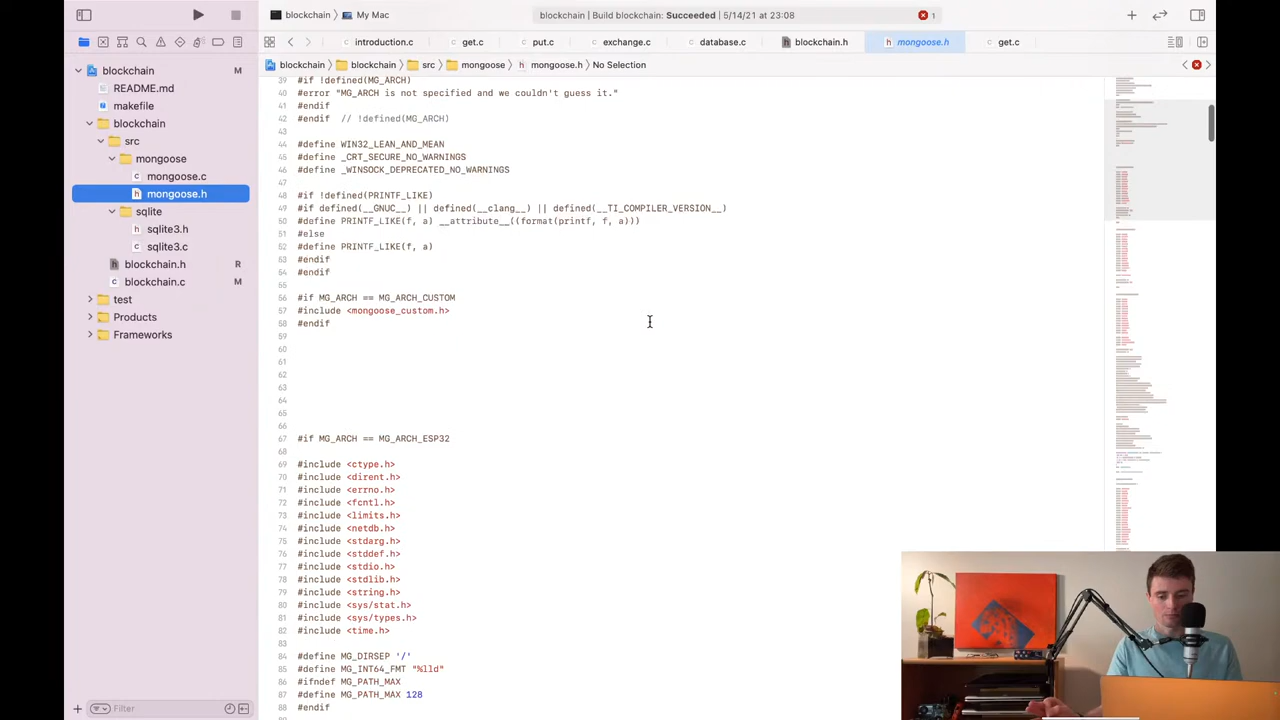 blockchain
My Mac
blockchain | Build blockchain: Succeeded | 5/14/21 at 23:08
1
introduction.c
get.c
put.c
exchange.c
database.c
blockchain.h
mongoose.h
get.c
blockchain
blockchain
src
mongoose
mongoose.h
No Selection
blockchain
M
README.md
makefile
src
mongoose
mongoose.c
mongoose.h
sqlite
sqlite3.h
sqlite3.c
blockchain.h
blockchain.c
test
Products
Frameworks
Filter
39 #if !defined(MG_ARCH)
40 #error "MG_ARCH is not specified and we couldn't guess it."
41 #endif // !defined(MG_ARCH)
43
44 #define WIN32_LEAN_AND_MEAN
45 #define _CRT_SECURE_NO_WARNINGS
46 #define _WINSOCK_DEPRECATED_NO_WARNINGS
48 #if !defined(PRINTF_LIKE)
49 #if defined(__GNUC__) || defined(__clang__) || defined(__TI_COMPILER_VERSION__)
50 #define PRINTF_LIKE(f, a) __attribute__((format(printf, f, a)))
51 #else
52 #define PRINTF_LIKE(f, a)
53 #endif
54 #endif
55
56 #if MG_ARCH == MG_ARCH_CUSTOM
57 #include <mongoose_custom.h>
58 #endif
59
60
61
62
63
64
66
67 #if MG_ARCH ==
#include <ctype.h>
70 #include <dirent.h>
71 #include <errno.h>
72 #include <fcntl.h>
73 #include <limits.h>
74 #include <netdb.h>
75 #include <stdarg.h>
76 #include <stddef.h>
77 #include <stdio.h>
78 #include <stdlib.h>
79 #include <string.h>
80 #include <sys/stat.h>
81 #include <sys/types.h>
82 #include <time.h>
83
84 #define MG_DIRSEP '/'
85 #define MG_INT64_FMT "%lld"
86 #ifndef MG_PATH_MAX
87 #define MG_PATH_MAX 128
88 #endif